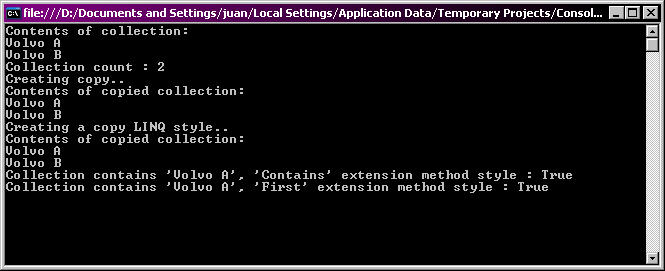 file:///D:/Documents and Settings/juan/Local Settings/Application Data/Temporary Projects/Consol...
Contents of collection:
Volvo A
Volvo B
Collection count : 2
Creating copy..
Contents of copied collection:
Volvo A
Volvo B
Creating a copy LINQ style..
Contents of copied collection:
Volvo A
Volvo B
Collection contains 'Volvo A', 'Contains' extension method style : True
Collection contains 'Volvo A', 'First' extension method style : True